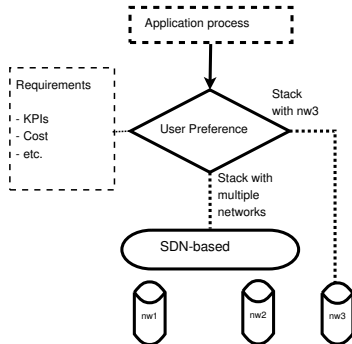 Application process
Requirements
- KPIs
- Cost
- etc.
User Preference
Stack
with nw3
Stack with
multiple
networks
SDN-based
nw1
nw2
nw3